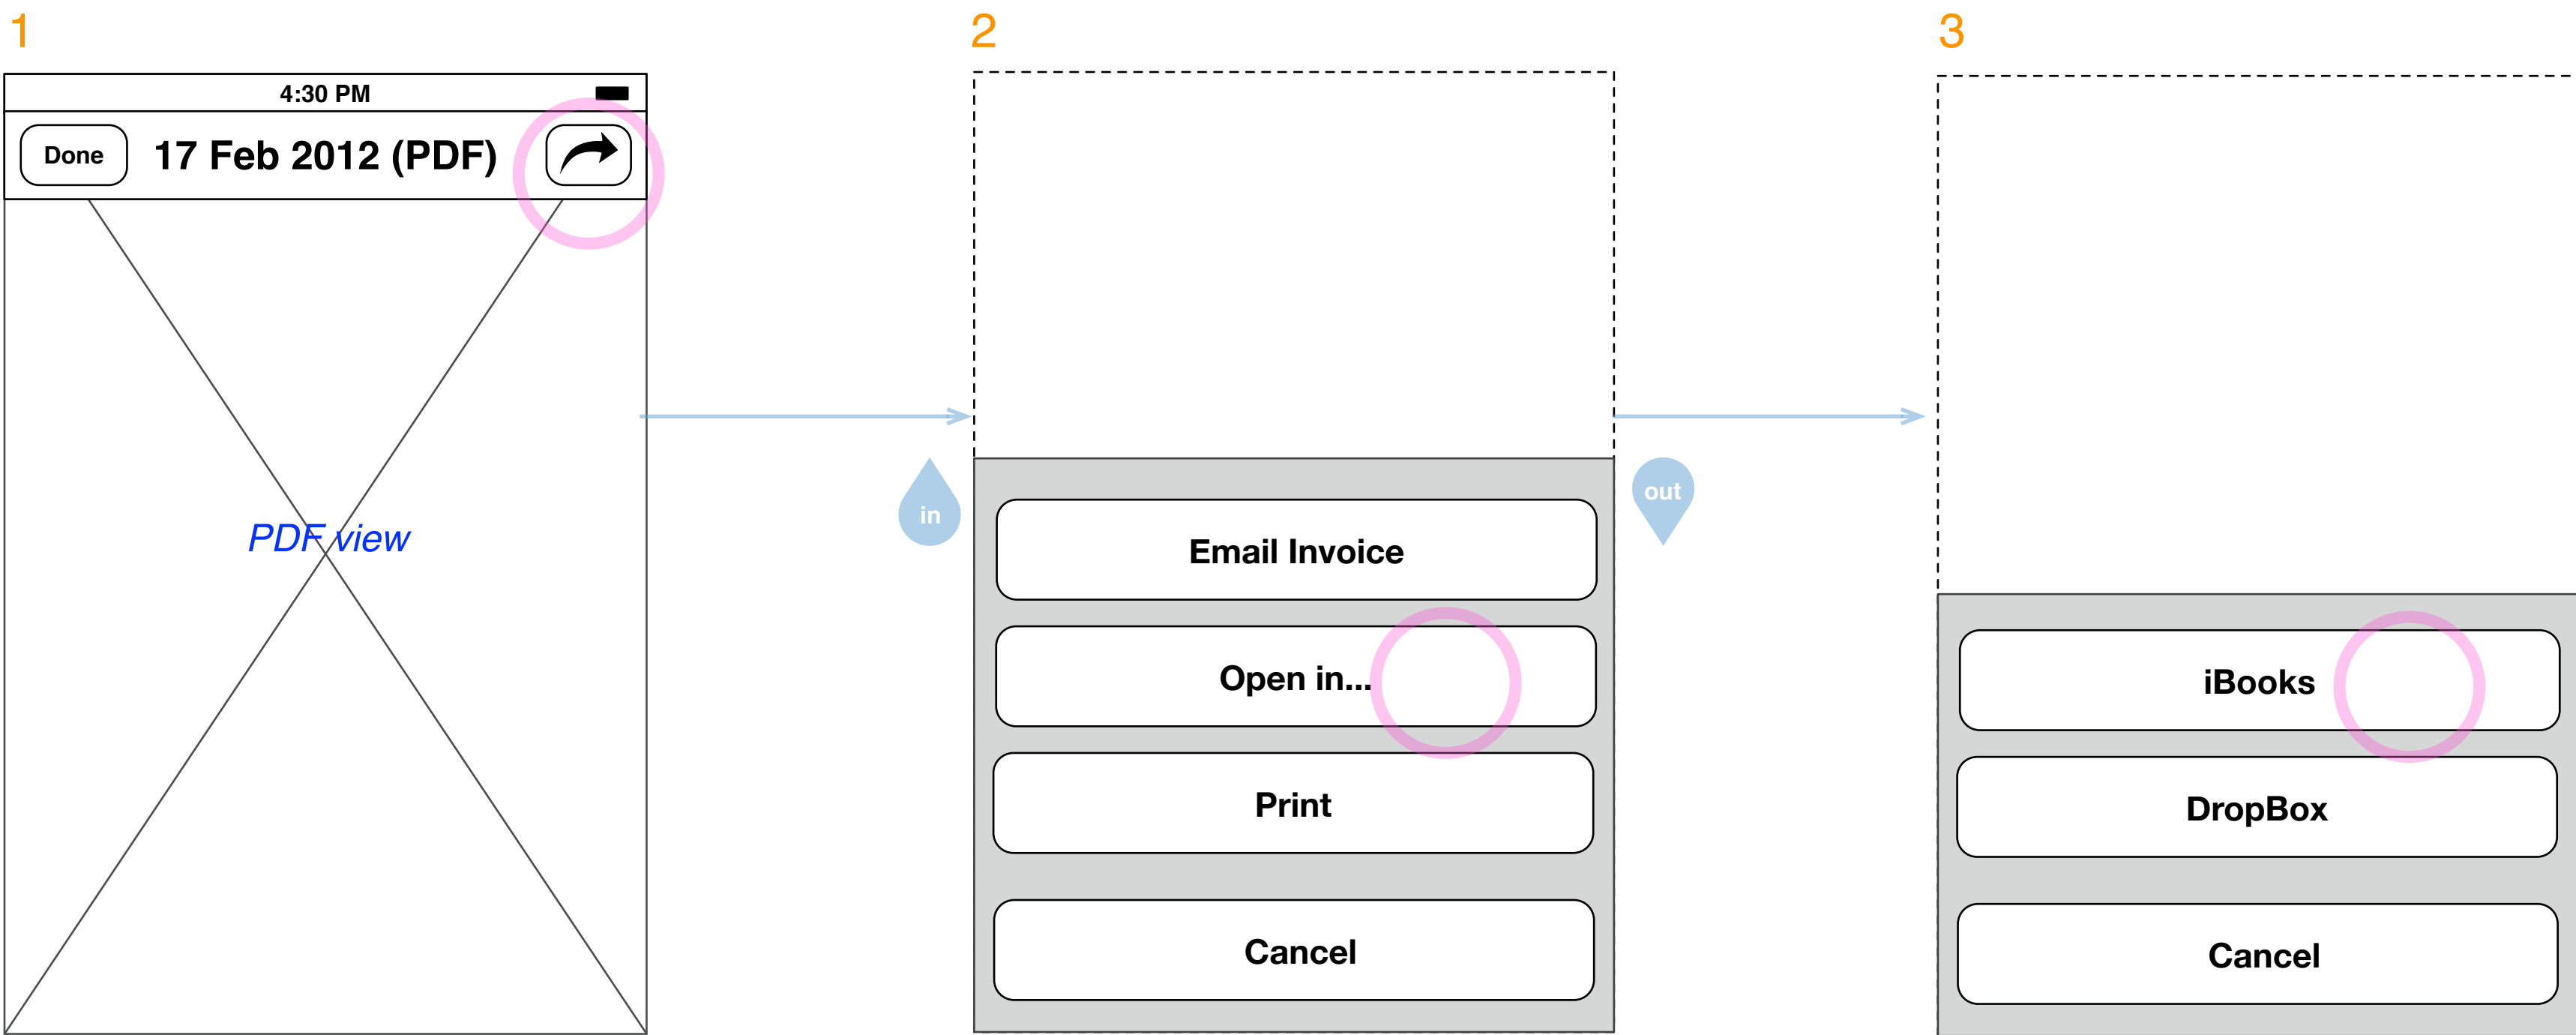 1
4:30 PM
Done
17 Feb 2012 (PDF)
PDF view
2
in
out
Email Invoice
Open in...
Print
Cancel
3
iBooks
DropBox
Cancel